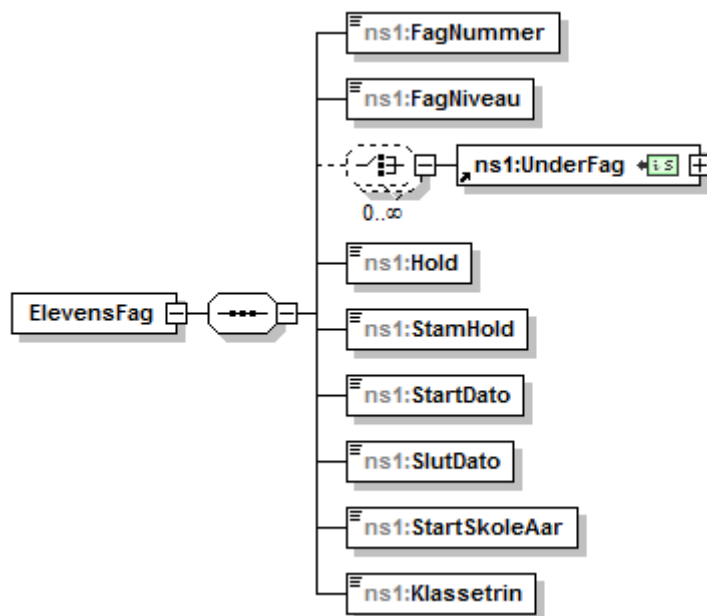 ns1:FagNummer
ns1:FagNiveau
ns1:UnderFag is
0..∞
ns1:Hold
ElevensFag
ns1:StamHold
ns1:StartDato
ns1:SlutDato
ns1:StartSkoleAar
ns1:Klassetrin